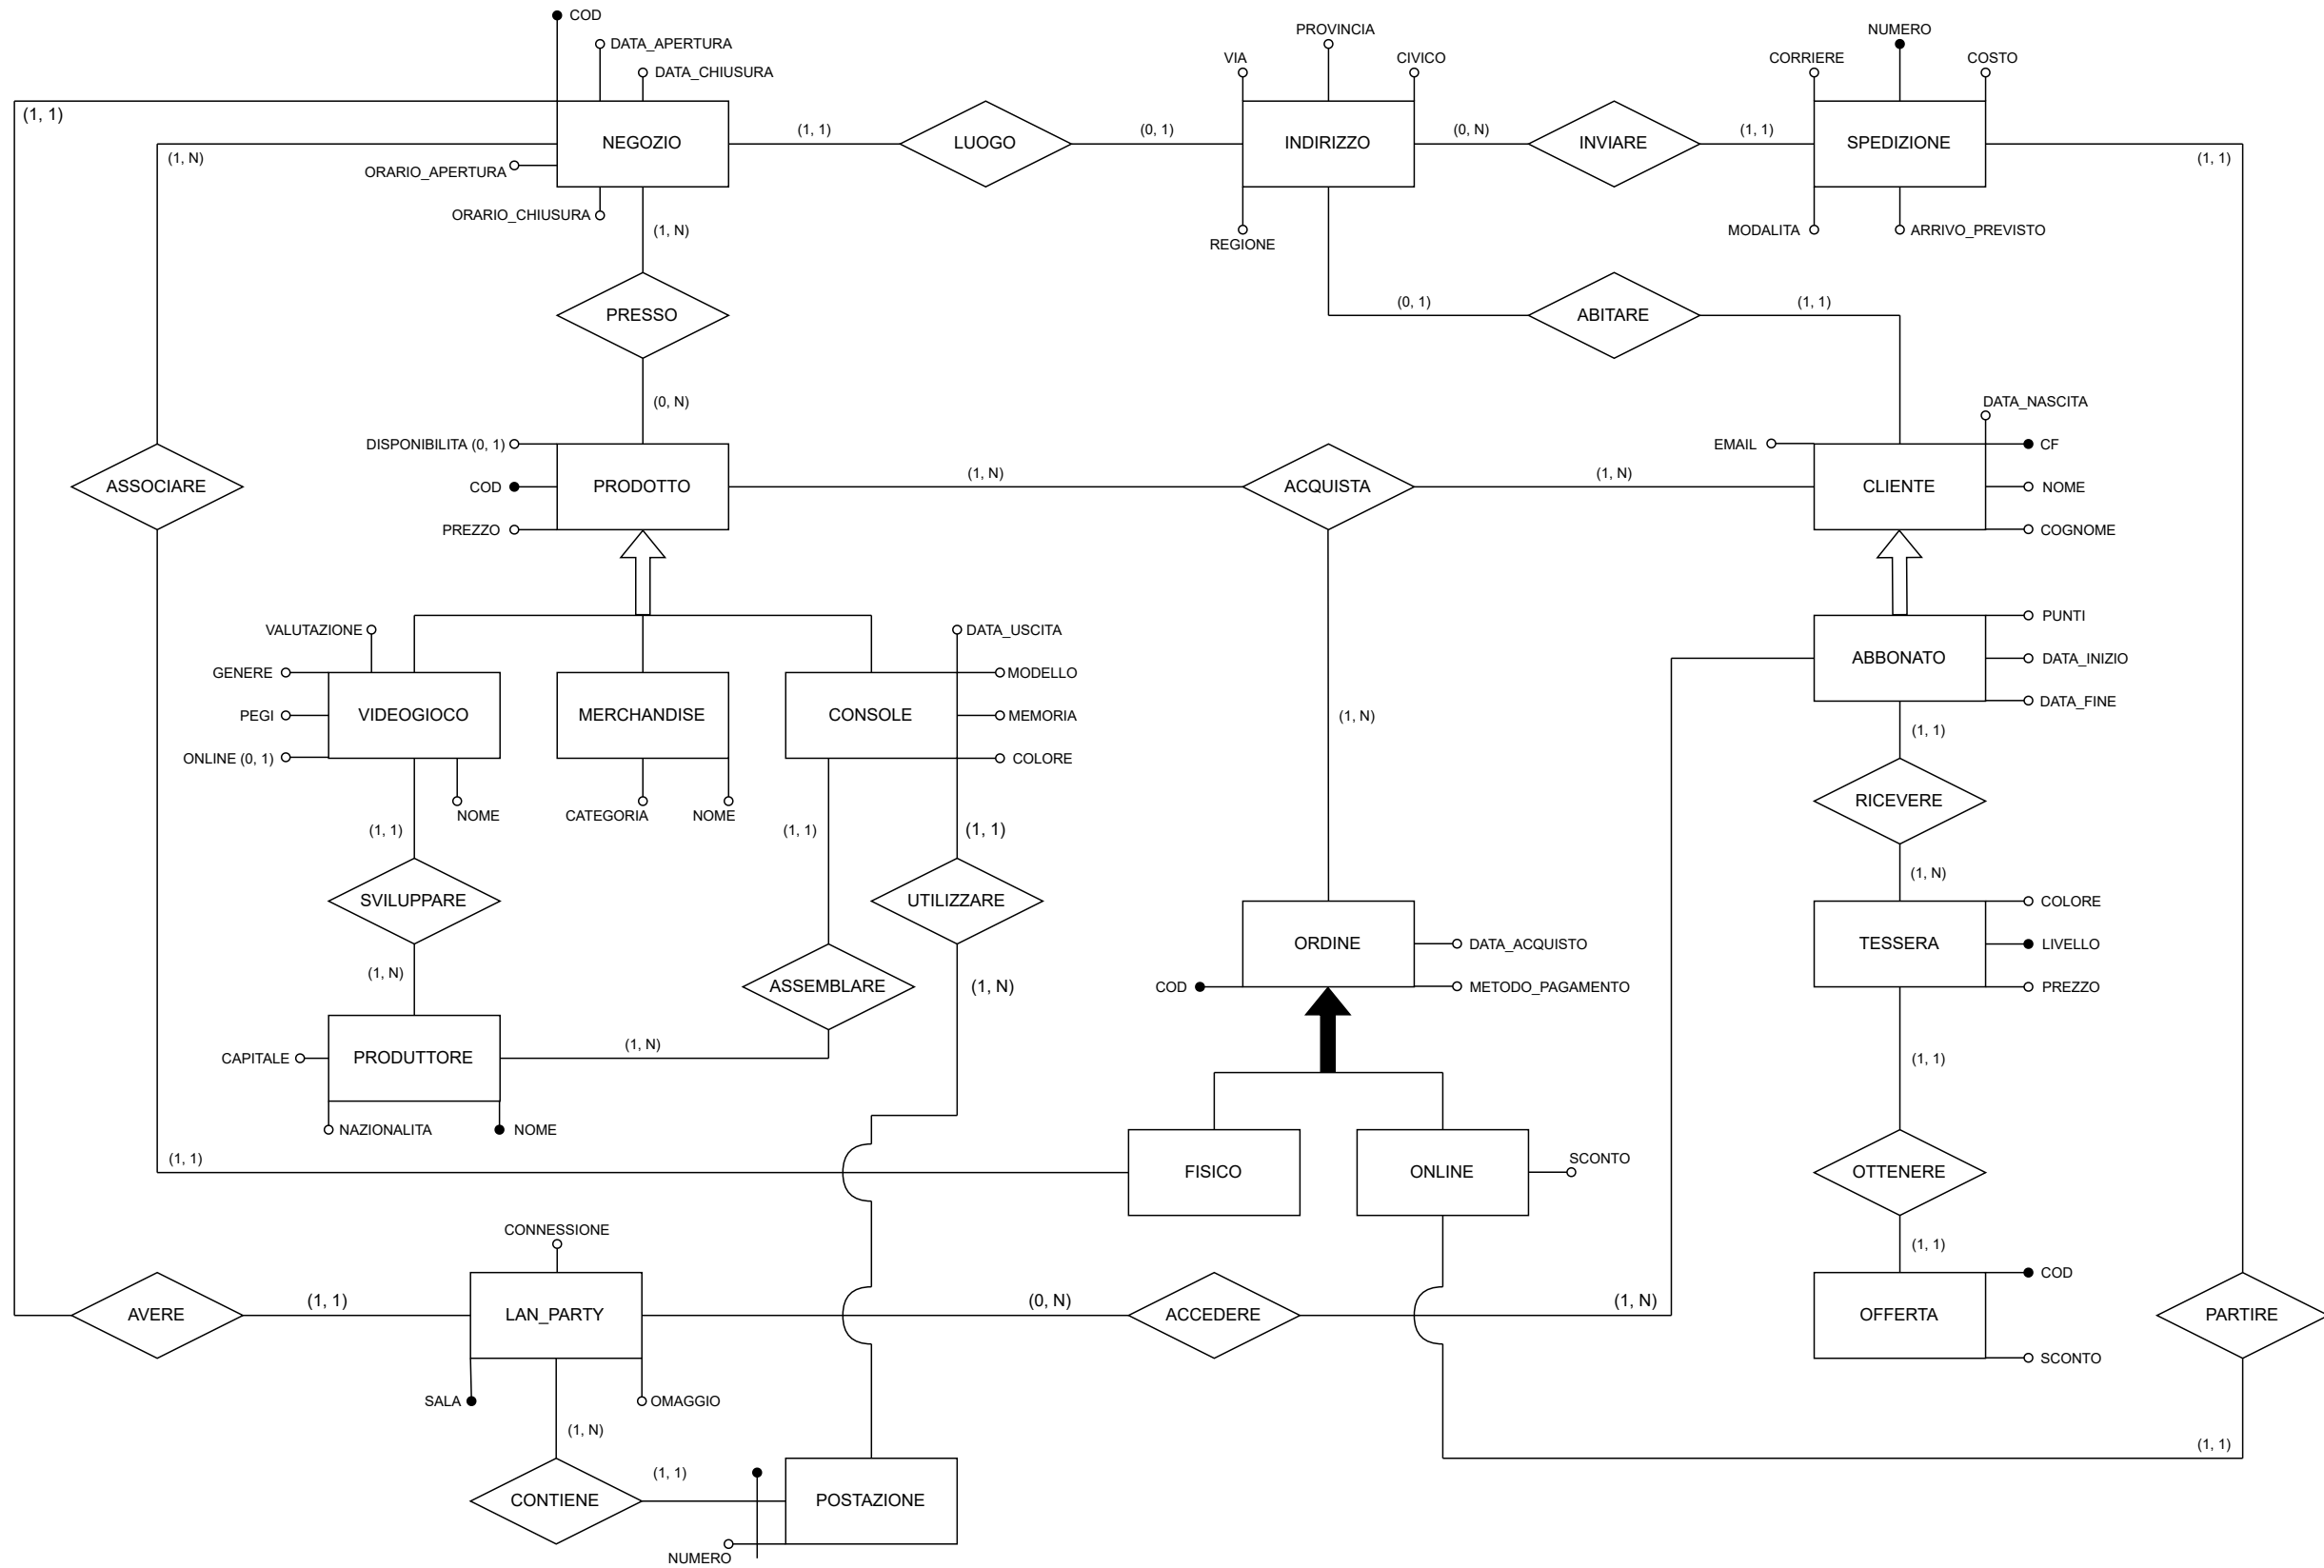 COD
DATA_APERTURA
DATA_CHIUSURA
PROVINCIA
VIA
CIVICO
NUMERO
CORRIERE
COSTO
(1, 1)
NEGOZIO
(1, 1)
LUOGO
(0, 1)
INDIRIZZO
(0, N)
INVIARE
(1, 1)
SPEDIZIONE
(1, N)
(1, 1)
ORARIO_APERTURA
ORARIO_CHIUSURA
(1, N)
REGIONE
MODALITA
ARRIVO_PREVISTO
PRESSO
(0, 1)
ABITARE
(1, 1)
(0, N)
DATA_NASCITA
DISPONIBILITA (0, 1)
EMAIL
CF
ASSOCIARE
COD
PRODOTTO
(1, N)
ACQUISTA
(1, N)
CLIENTE
NOME
PREZZO
COGNOME
VALUTAZIONE
DATA_USCITA
PUNTI
GENERE
MODELLO
ABBONATO
DATA_INIZIO
PEGI
VIDEOGIOCO
MERCHANDISE
CONSOLE
MEMORIA
(1, N)
DATA_FINE
ONLINE (0, 1)
COLORE
(1, 1)
NOME
CATEGORIA
NOME
RICEVERE
(1, 1)
(1, 1)
(1, 1)
(1, N)
SVILUPPARE
UTILIZZARE
COLORE
ORDINE
DATA_ACQUISTO
TESSERA
LIVELLO
(1, N)
ASSEMBLARE
(1, N)
COD
METODO_PAGAMENTO
PREZZO
CAPITALE
PRODUTTORE
(1, N)
(1, 1)
NAZIONALITA
NOME
(1, 1)
FISICO
ONLINE
SCONTO
OTTENERE
CONNESSIONE
(1, 1)
COD
AVERE
(1, 1)
LAN_PARTY
(0, N)
ACCEDERE
(1, N)
OFFERTA
PARTIRE
SCONTO
SALA
OMAGGIO
(1, N)
(1, 1)
(1, 1)
CONTIENE
POSTAZIONE
NUMERO